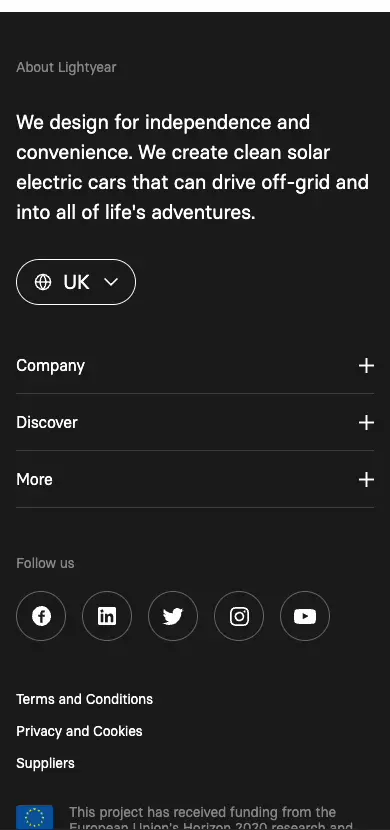 About Lightyear
We design for independence and
convenience. We create clean solar
electric cars that can drive off-grid and
into all of life's adventures.
UK
Company
Discover
More
Follow us
Terms and Conditions
Privacy and Cookies
Suppliers
This project has received funding from the
European Union's Horizon 2020 research and